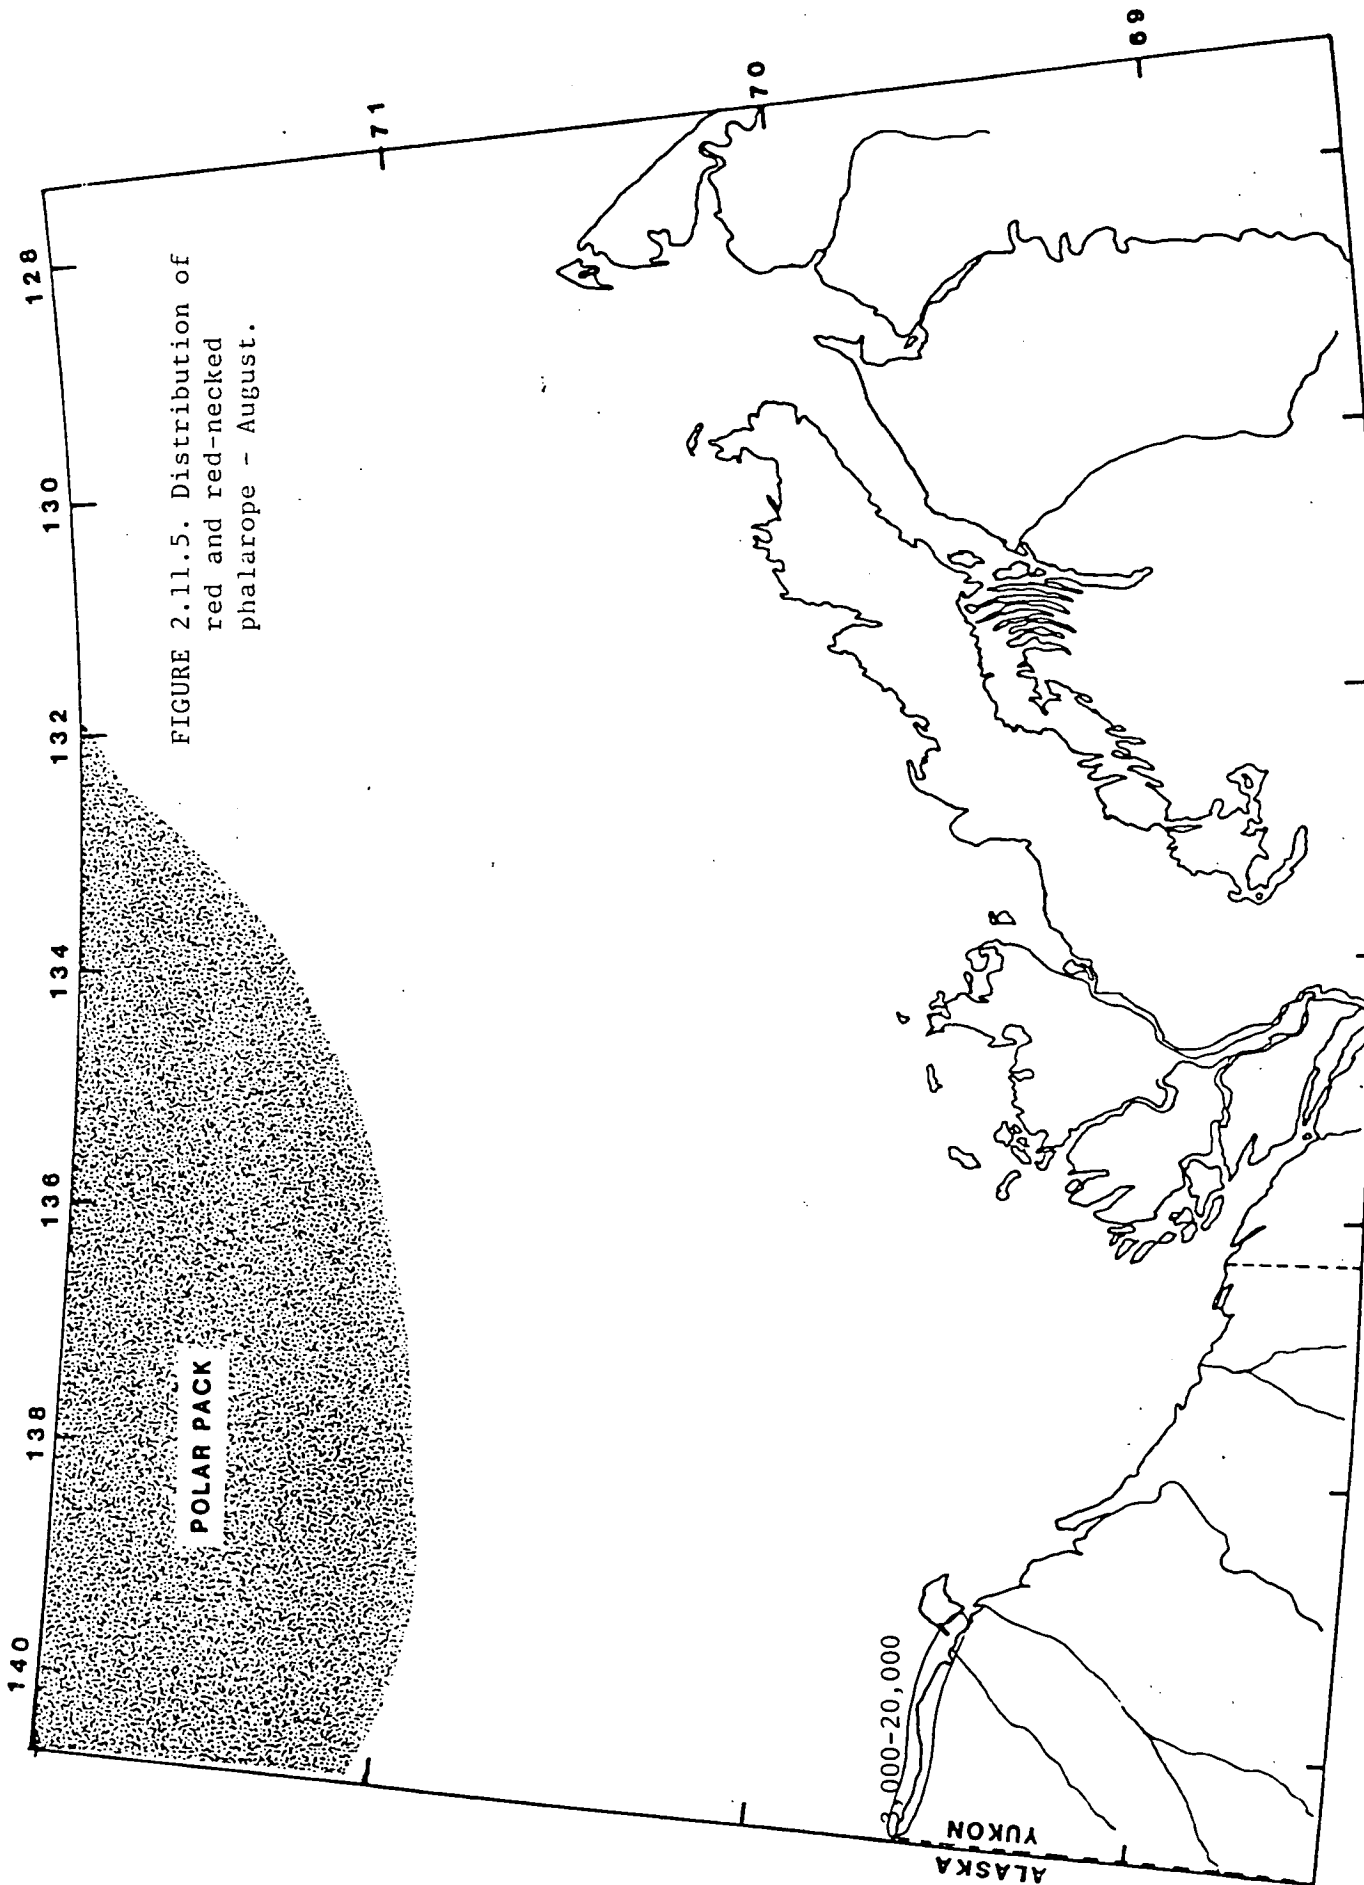 140
138
136
134
132
130
128
FIGURE 2.11.5. Distribution of
red and red-necked
phalarope - August.
POLAR PACK
71
70
69
000-20,000
ALASKA
YUKON